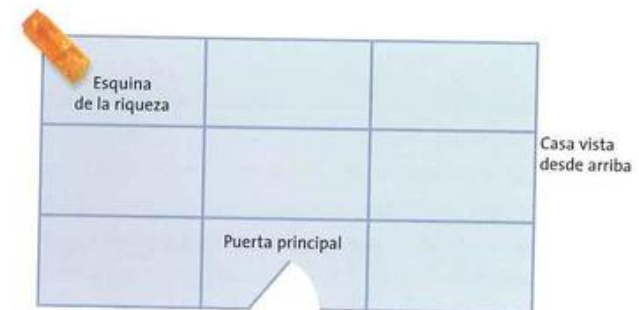 Esquina
de la riqueza
Casa vista
desde arriba
Puerta principal